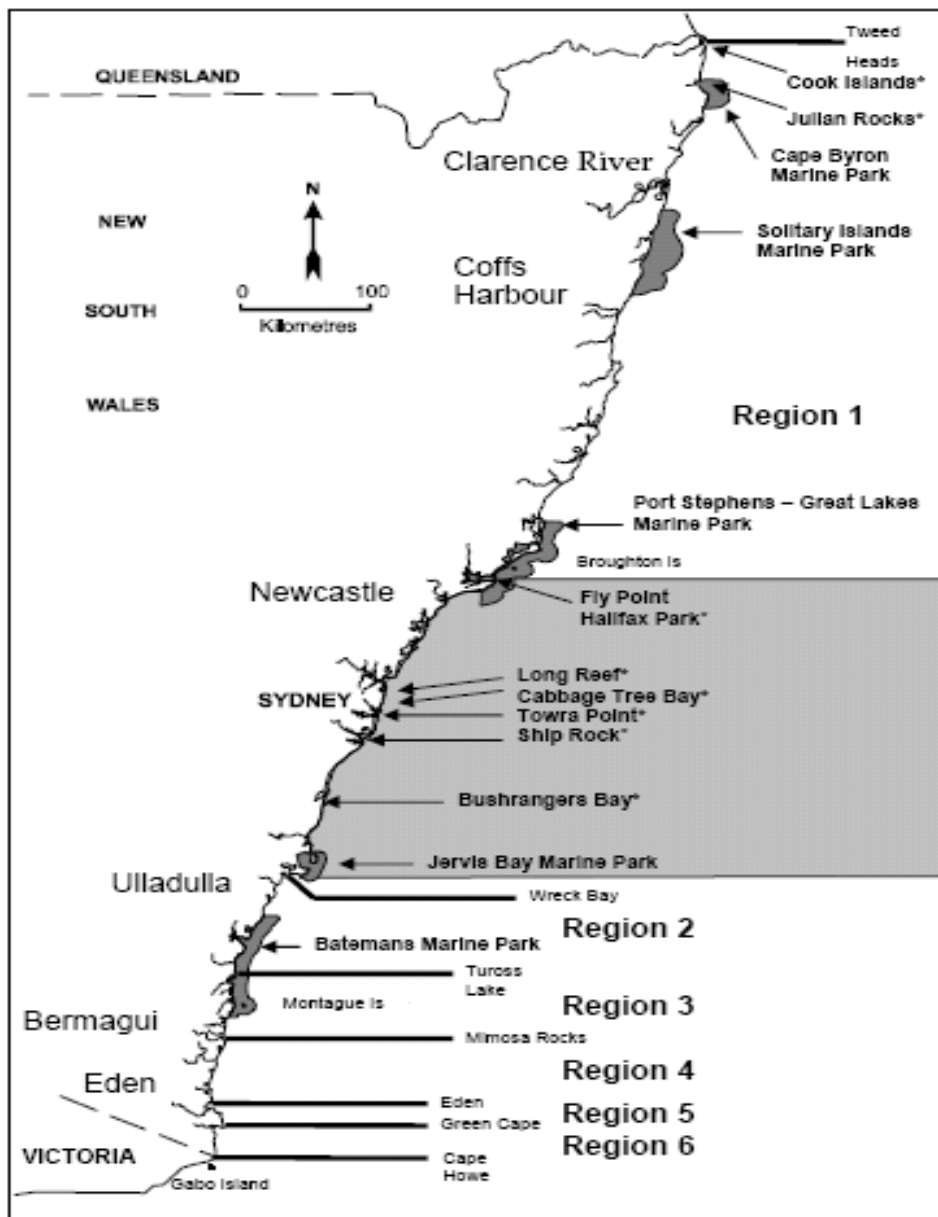 Tweed
Heads
QUEENSLAND
Cook Islands*
Julian Rocks*
Cape Byron
Marine Park
Clarence River
N
NEW
Solitary Islands
Marine Park
Coffs
Harbour
0 100
Kilometres
SOUTH
WALES
Region 1
Port Stephens – Great Lakes
Marine Park
Broughton Is
Newcastle
Fly Point
Halifax Park*
Long Reef*
Cabbage Tree Bay*
SYDNEY
Towra Point*
Ship Rock*
Bushrangers Bay*
Jervis Bay Marine Park
Ulladulla
Wreck Bay
Region 2
Batemans Marine Park
Tuross
Lake
Montague Is
Region 3
Bermagui
Mimosa Rocks
Region 4
Eden
Eden
Region 5
Green Cape
Region 6
VICTORIA
Cape
Howe
Gabo Island